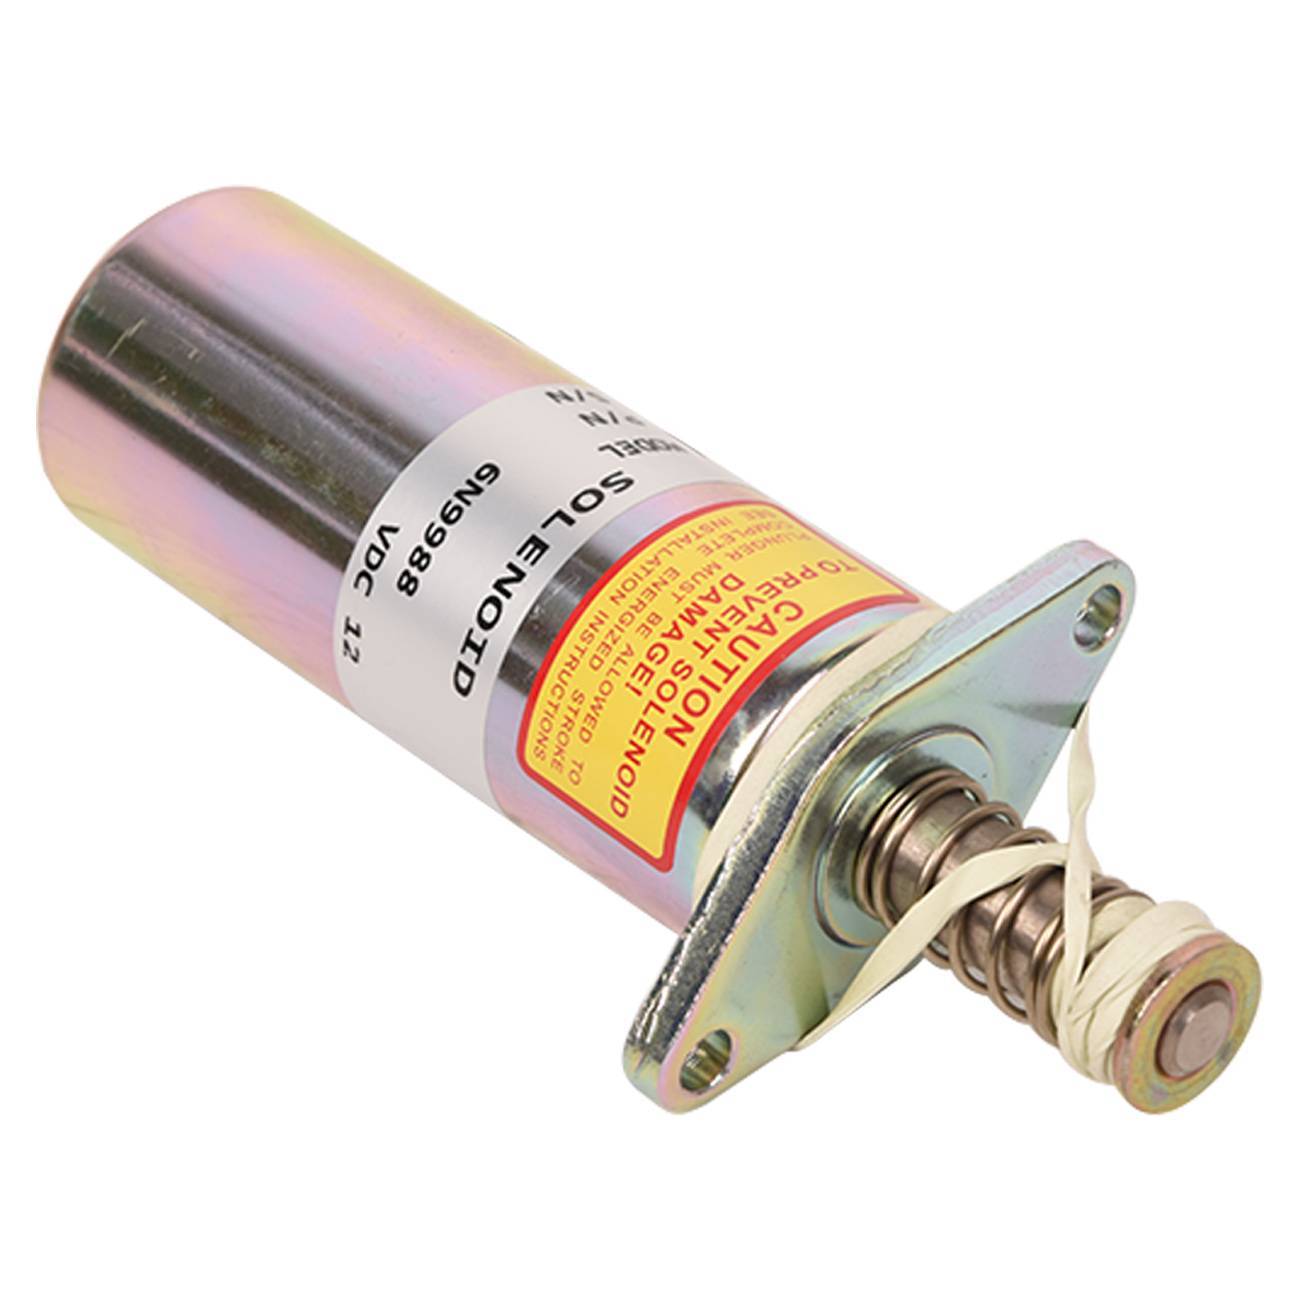 SOLENOID
MODEL
P/N 6N9988
S/N VDC 12
CAUTION
TO PREVENT SOLENOID
DAMAGE!
PLUNGER MUST BE ALLOWED TO
COMPLETE ENERGIZED STROKE
SEE INSTALLATION INSTRUCTIONS